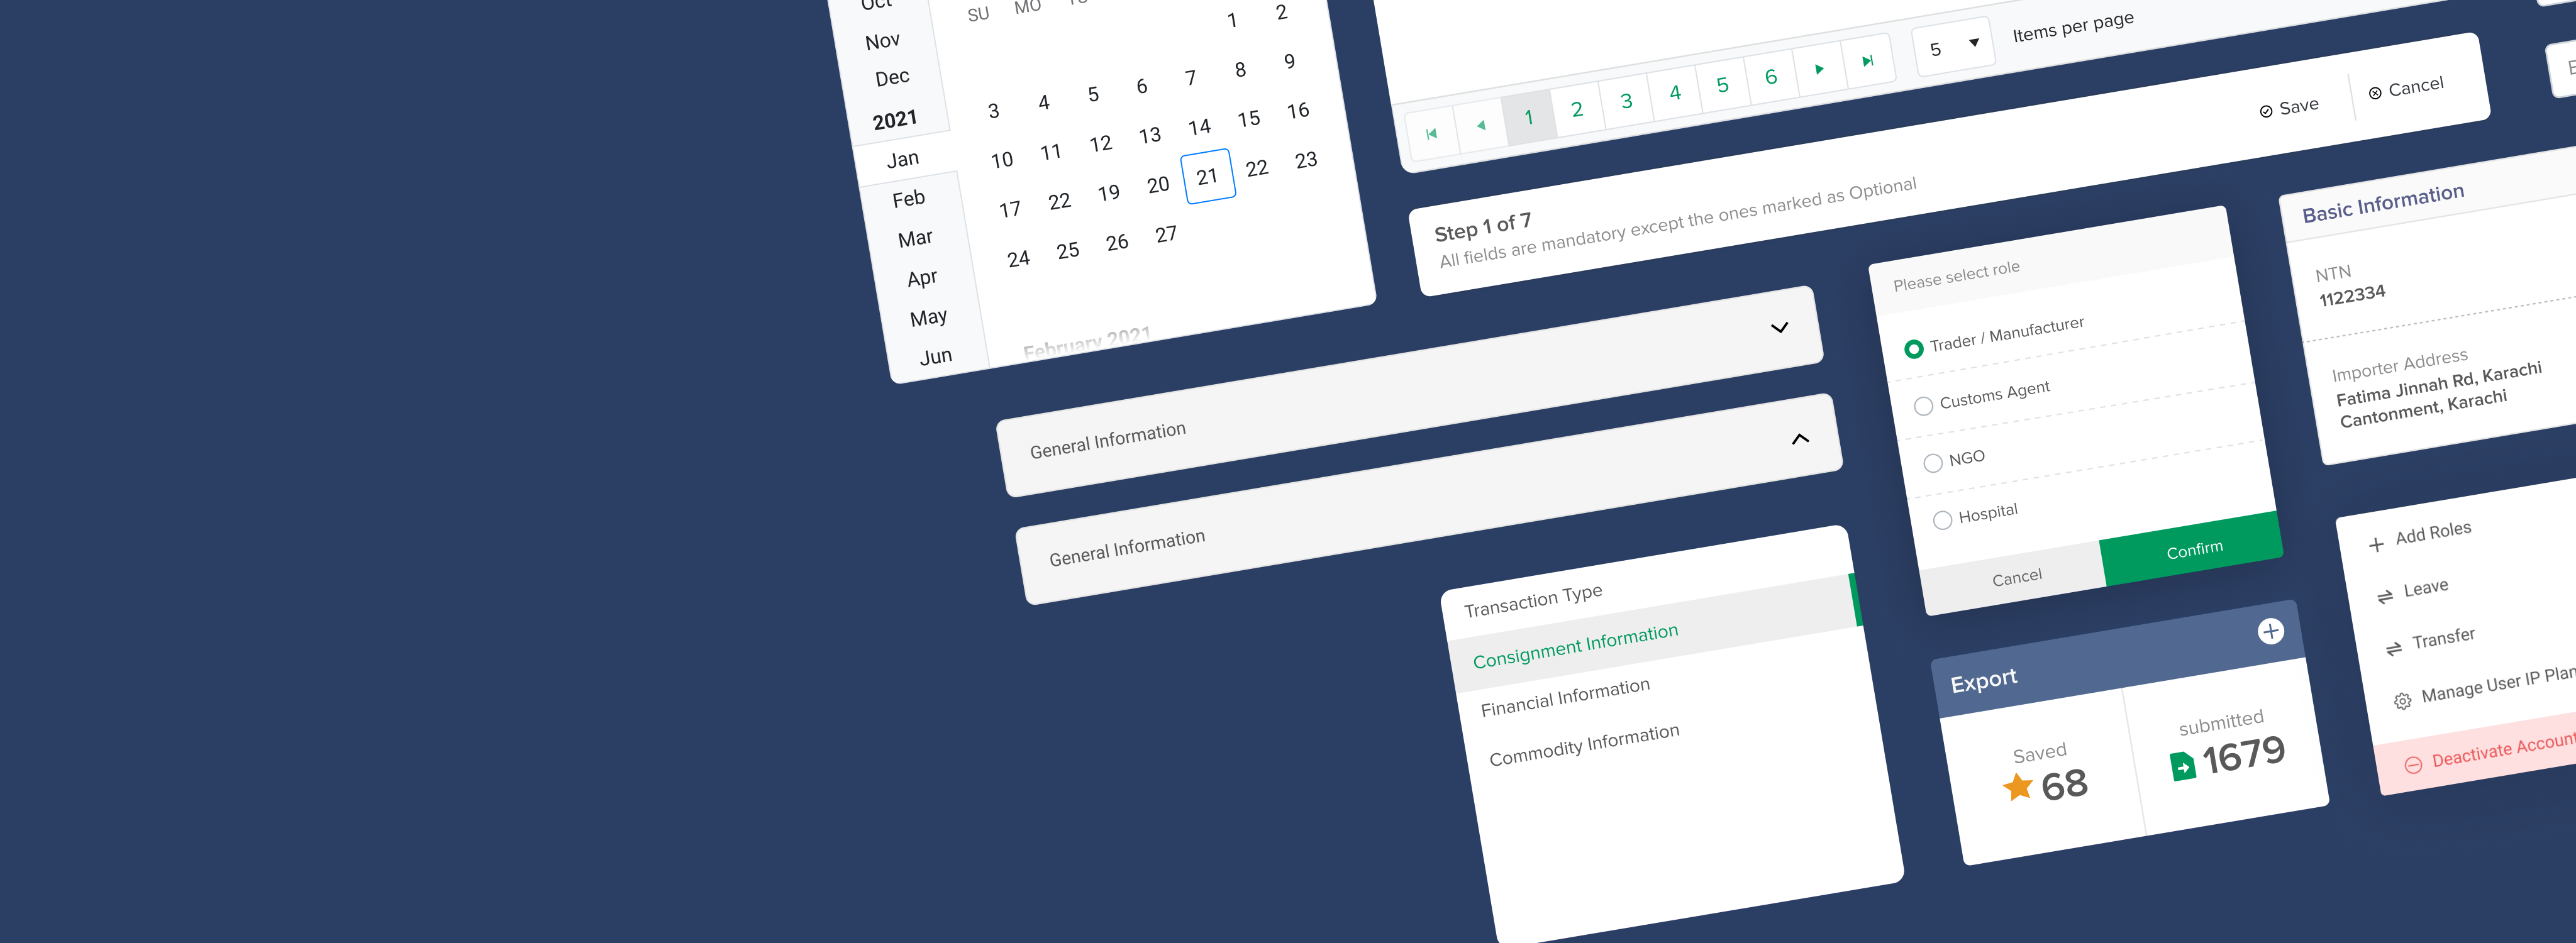 Oct
Nov
Dec
2021
Jan
Feb
Mar
Apr
May
Jun
SU MO
1 2
3 4 5 6 7 8 9
10 11 12 13 14 15 16
17 22 19 20 21 22 23
24 25 26 27
February 2021
1 2 3 4 5 6
5
Items per page
Step 1 of 7
All fields are mandatory except the ones marked as Optional
Save
Cancel
General Information
General Information
Transaction Type
Consignment Information
Financial Information
Commodity Information
Please select role
Trader / Manufacturer
Customs Agent
NGO
Hospital
Cancel
Confirm
Export
Saved
68
submitted
1679
Basic Information
NTN
1122334
Importer Address
Fatima Jinnah Rd, Karachi
Cantonment, Karachi
Add Roles
Leave
Transfer
Manage User IP Plan
Deactivate Account